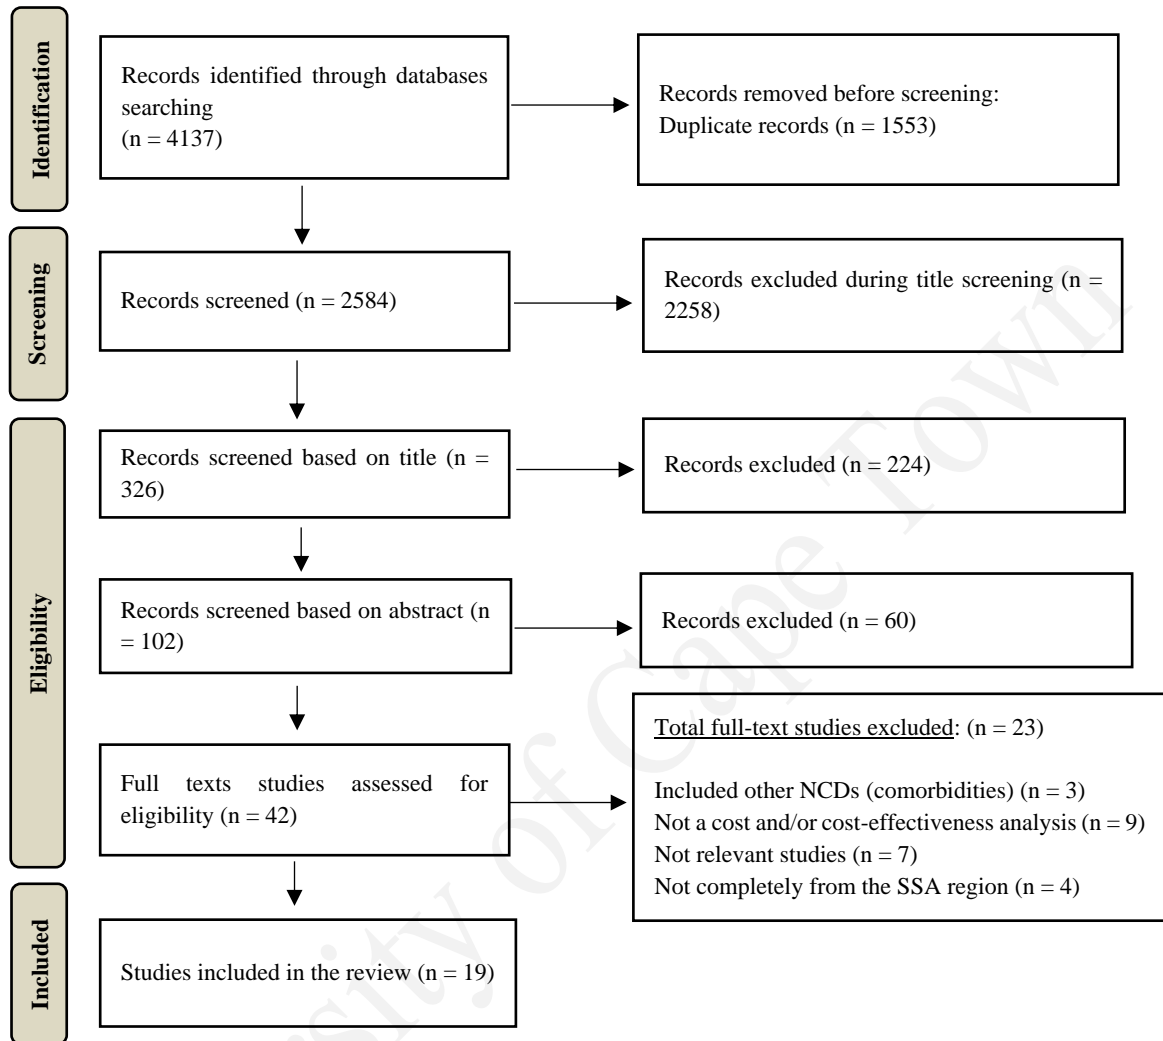 Identification
Records identified through databases
searching
(n = 4137)
Records removed before screening:
Duplicate records (n = 1553)
Screening
Records screened (n = 2584)
Records excluded during title screening (n =
2258)
Eligibility
Records screened based on title (n =
326)
Records excluded (n = 224)
Records screened based on abstract (n
= 102)
Records excluded (n = 60)
Full texts studies assessed for
eligibility (n = 42)
Total full-text studies excluded: (n = 23)
Included other NCDs (comorbidities) (n = 3)
Not a cost and/or cost-effectiveness analysis (n = 9)
Not relevant studies (n = 7)
Not completely from the SSA region (n = 4)
Included
Studies included in the review (n = 19)
ersity of Cape Town